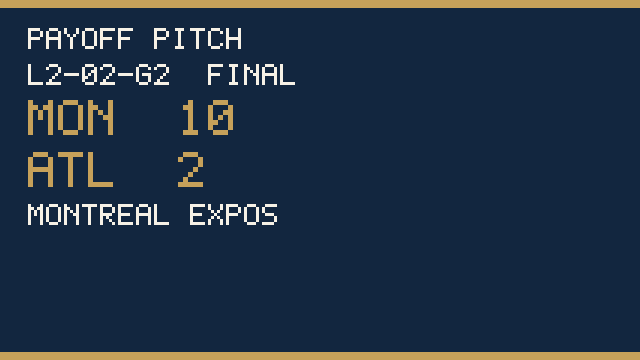 PAYOFF PITCH
L2-02-G2 FINAL
MON 10
ATL 2
MONTREAL EXPOS